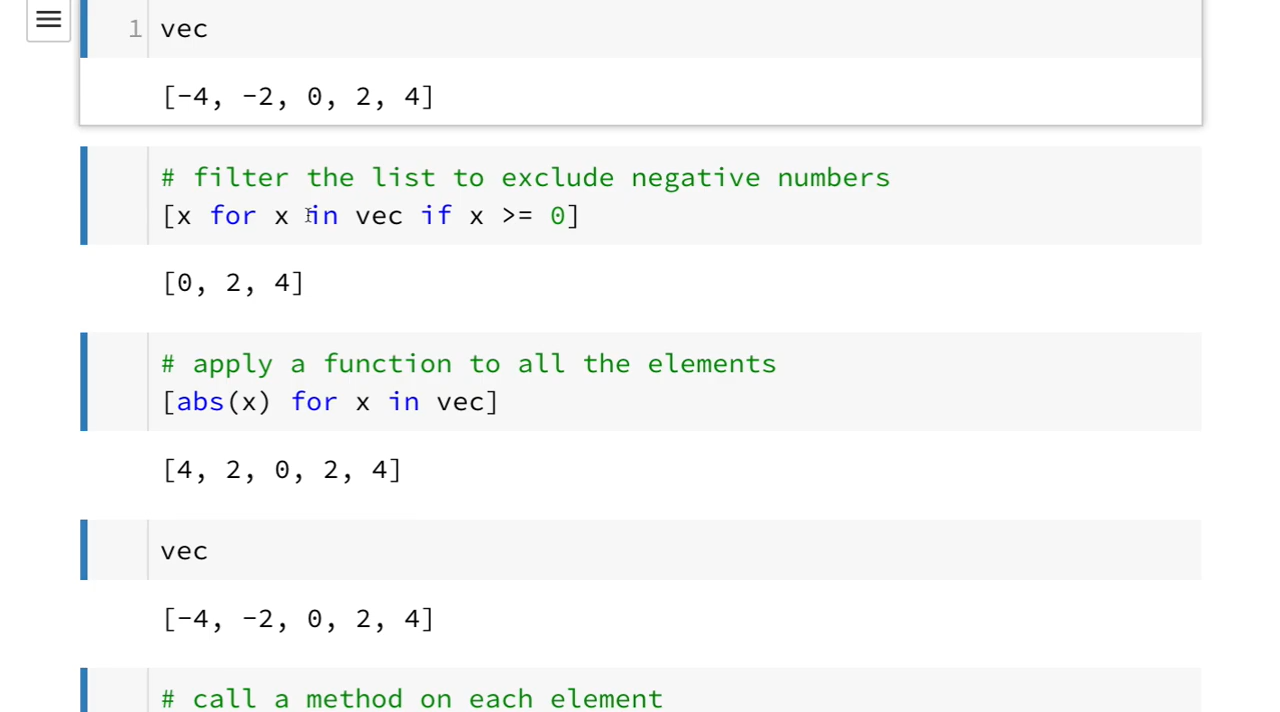 1 vec
[-4, -2, 0, 2, 4]
# filter the list to exclude negative numbers
[x for x in vec if x >= 0]
[0, 2, 4]
# apply a function to all the elements
[abs(x) for x in vec]
[4, 2, 0, 2, 4]
vec
[-4, -2, 0, 2, 4]
# call a method on each element